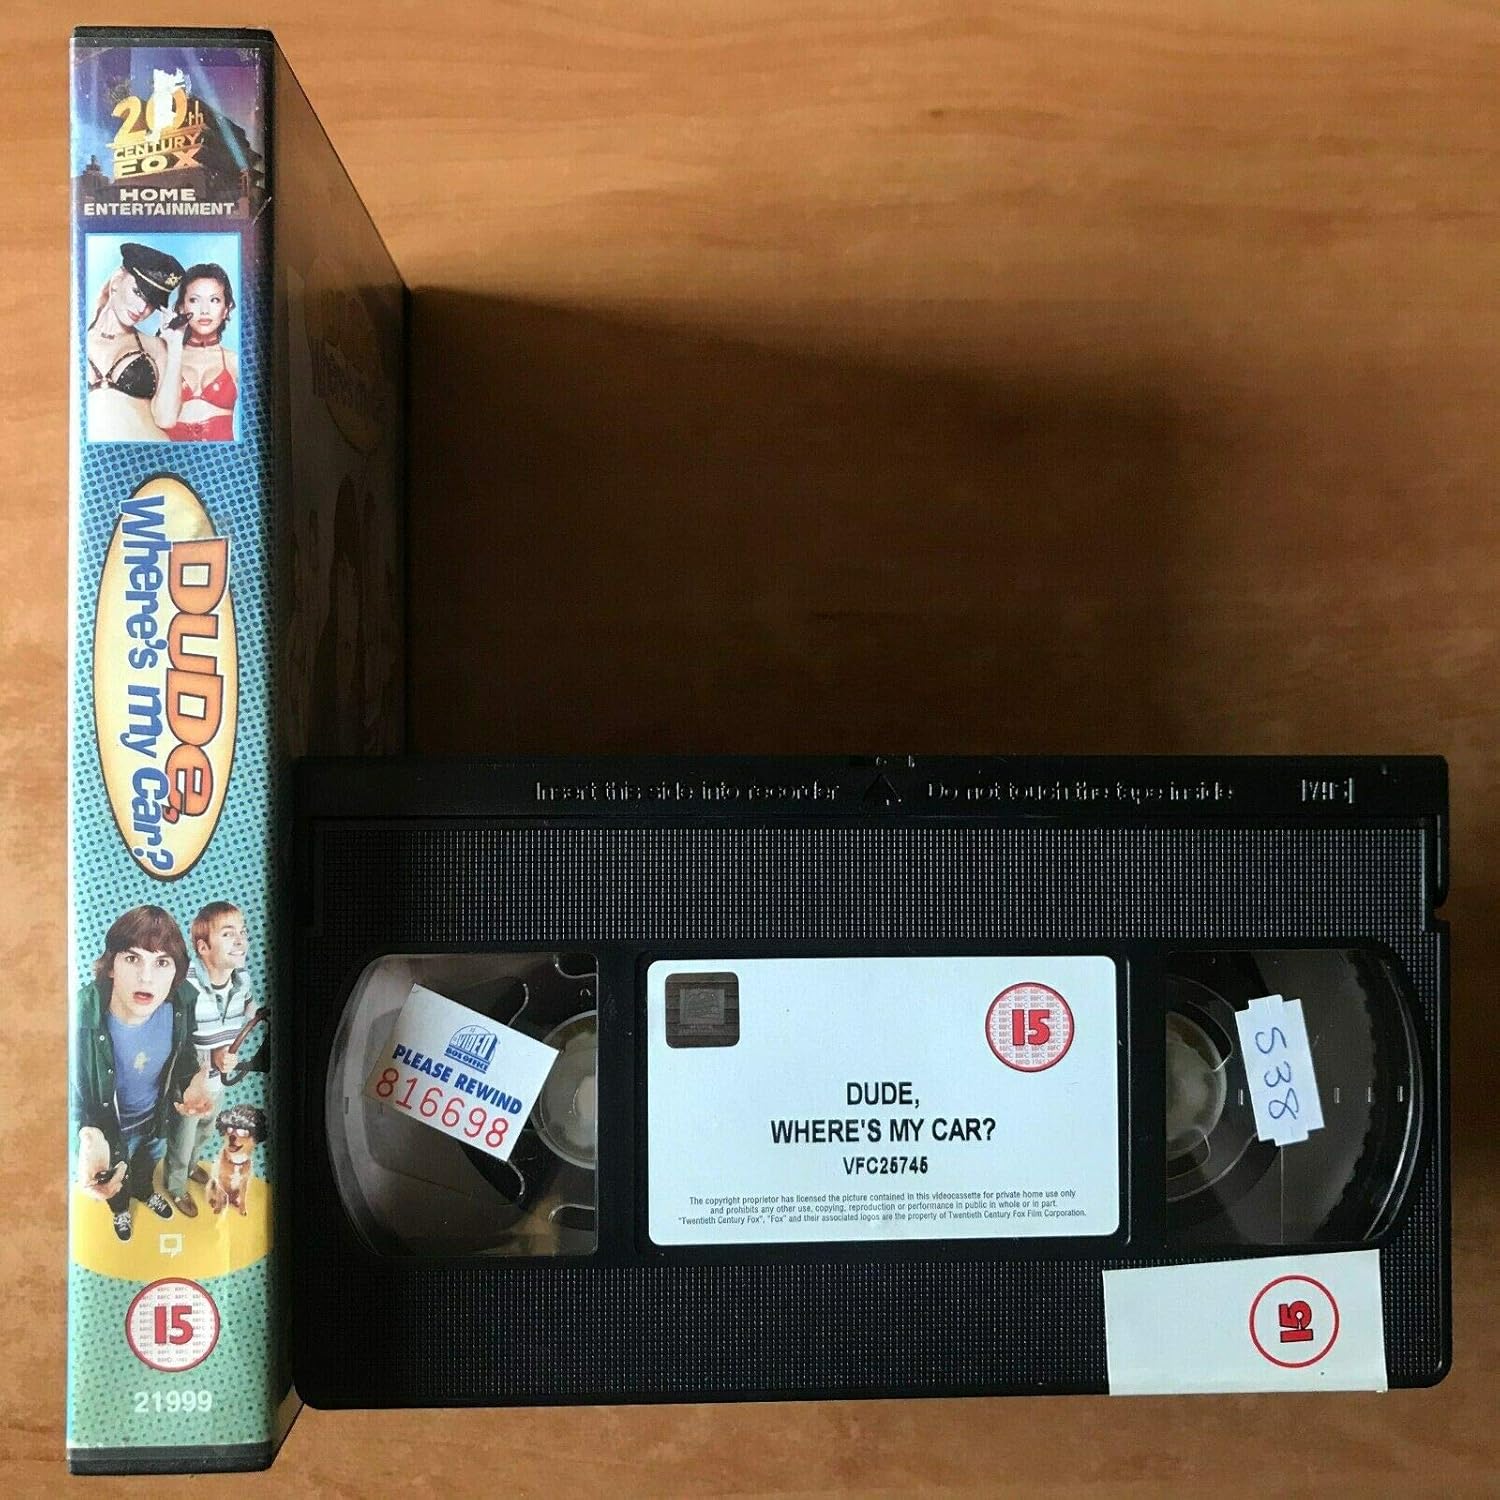 20th
CENTURY
FOX
HOME
ENTERTAINMENT
DUDE,
Where's my Car?
15
21999
Insert this side into recorder
Do not touch the tape inside
VHS
VIDEO
BOX OFFICE
PLEASE REWIND
816698
15
DUDE,
WHERE'S MY CAR?
VFC25745
The copyright proprietor has licensed the picture contained in this videocassette for private home use only
and prohibits any other use, copying, reproduction or performance in public in whole or in part.
"Twentieth Century Fox", "Fox" and their associated logos are the property of Twentieth Century Fox Film Corporation.
S38
15